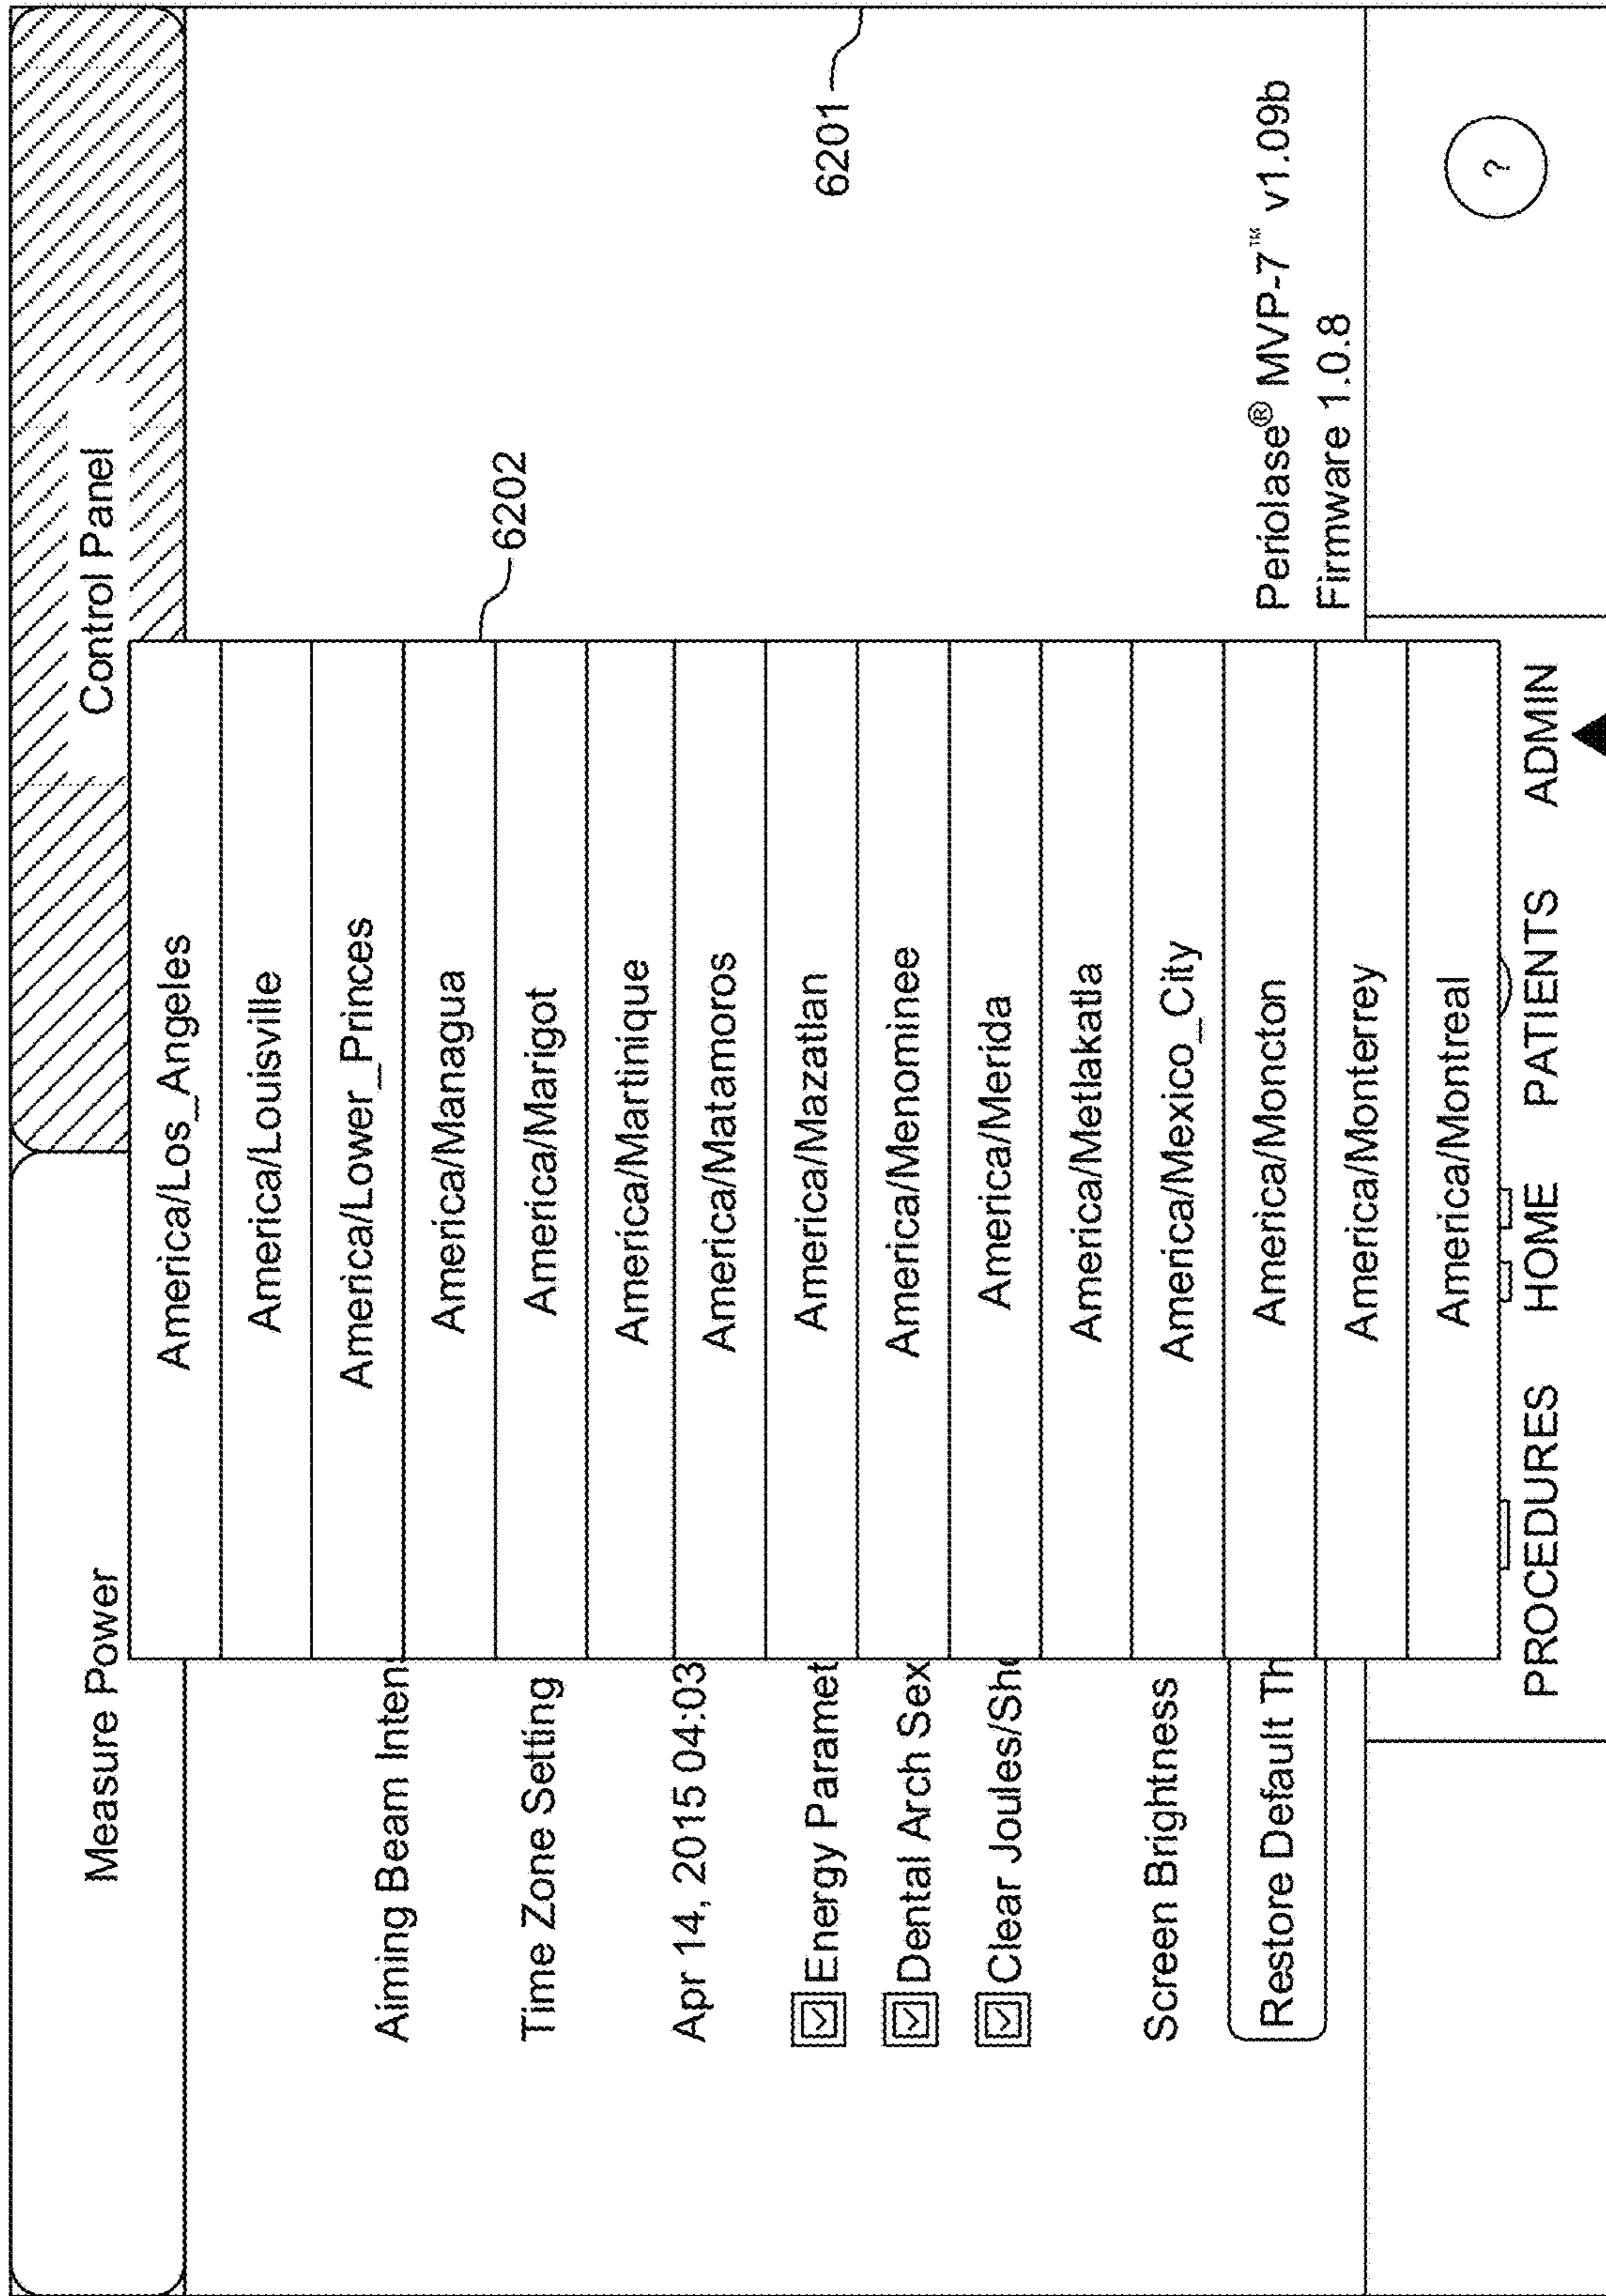 Measure Power
Control Panel
America/Los_Angeles
America/Louisville
America/Lower_Princes
America/Managua
America/Marigot
America/Martinique
America/Matamoros
America/Mazatlan
America/Menominee
America/Merida
America/Metlakatla
America/Mexico_City
America/Moncton
America/Monterrey
America/Montreal
6202
6201
Aiming Beam Inten
Time Zone Setting
Apr 14, 2015 04:03
Energy Paramet
Dental Arch Sex
Clear Joules/Sho
Screen Brightness
Restore Default Th
Periolase® MVP-7™ v1.09b
Firmware 1.0.8
PROCEDURES
HOME
PATIENTS
ADMIN
?